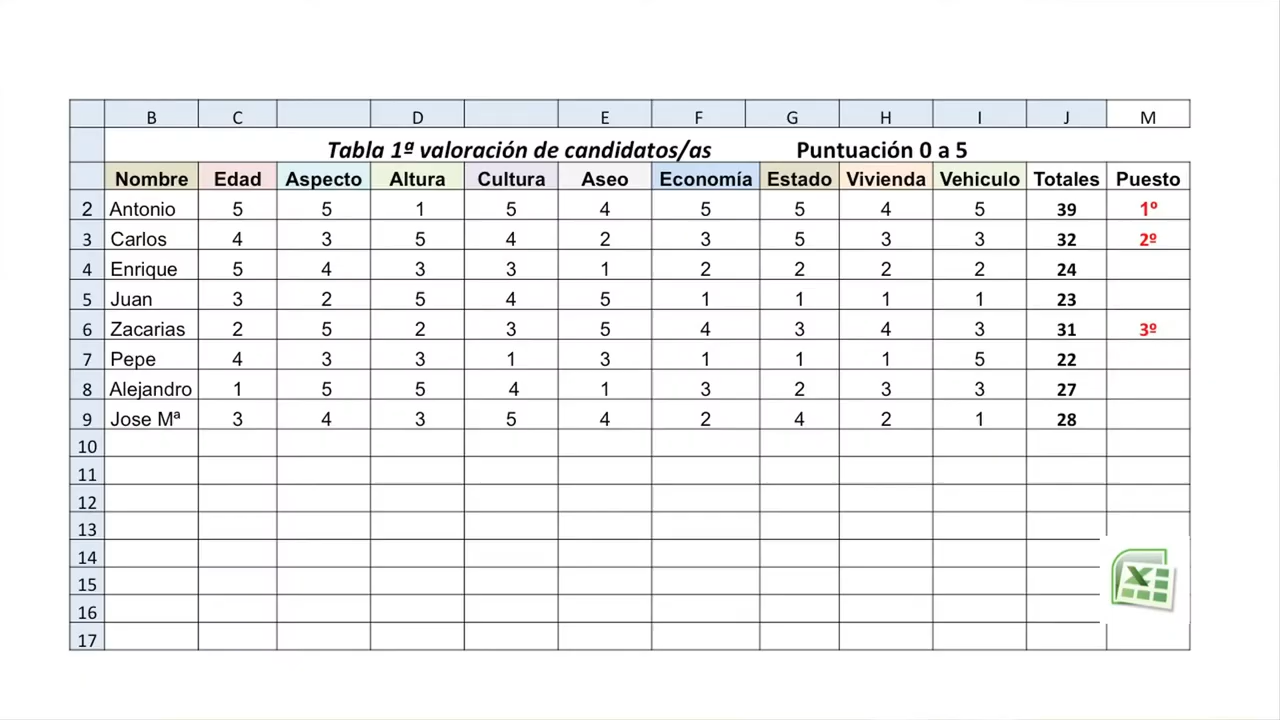 B C D E F G H I J M
Tabla 1ª valoración de candidatos/as Puntuación 0 a 5
Nombre Edad Aspecto Altura Cultura Aseo Economía Estado Vivienda Vehiculo Totales Puesto
2 Antonio 5 5 1 5 4 5 5 4 5 39 1º
3 Carlos 4 3 5 4 2 3 5 3 3 32 2º
4 Enrique 5 4 3 3 1 2 2 2 2 24
5 Juan 3 2 5 4 5 1 1 1 1 23
6 Zacarias 2 5 2 3 5 4 3 4 3 31 3º
7 Pepe 4 3 3 1 3 1 1 1 5 22
8 Alejandro 1 5 5 4 1 3 2 3 3 27
9 Jose Mª 3 4 3 5 4 2 4 2 1 28
10
11
12
13
14
15
16
17